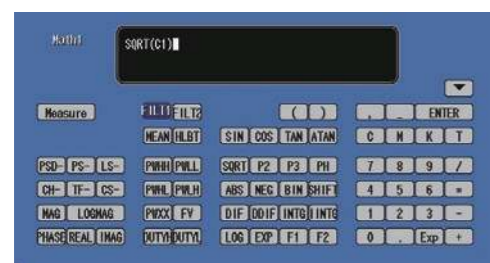 Math1
SQRT(C1)
Measure FILT1 FILT2 ( ) , _ ENTER
MEAN HLBT SIN COS TAN ATAN C M K T
PSD- PS- LS- PWHH PWLL SQRT P2 P3 PH 7 8 9 /
CH- TF- CS- PWHL PWLH ABS NEG BIN SHIFT 4 5 6 *
MAG LOGMAG PWXX FV DIF DDIF INTG IINTG 1 2 3 -
PHASE REAL IMAG DUTYH DUTYL LOG EXP F1 F2 0 . Exp +